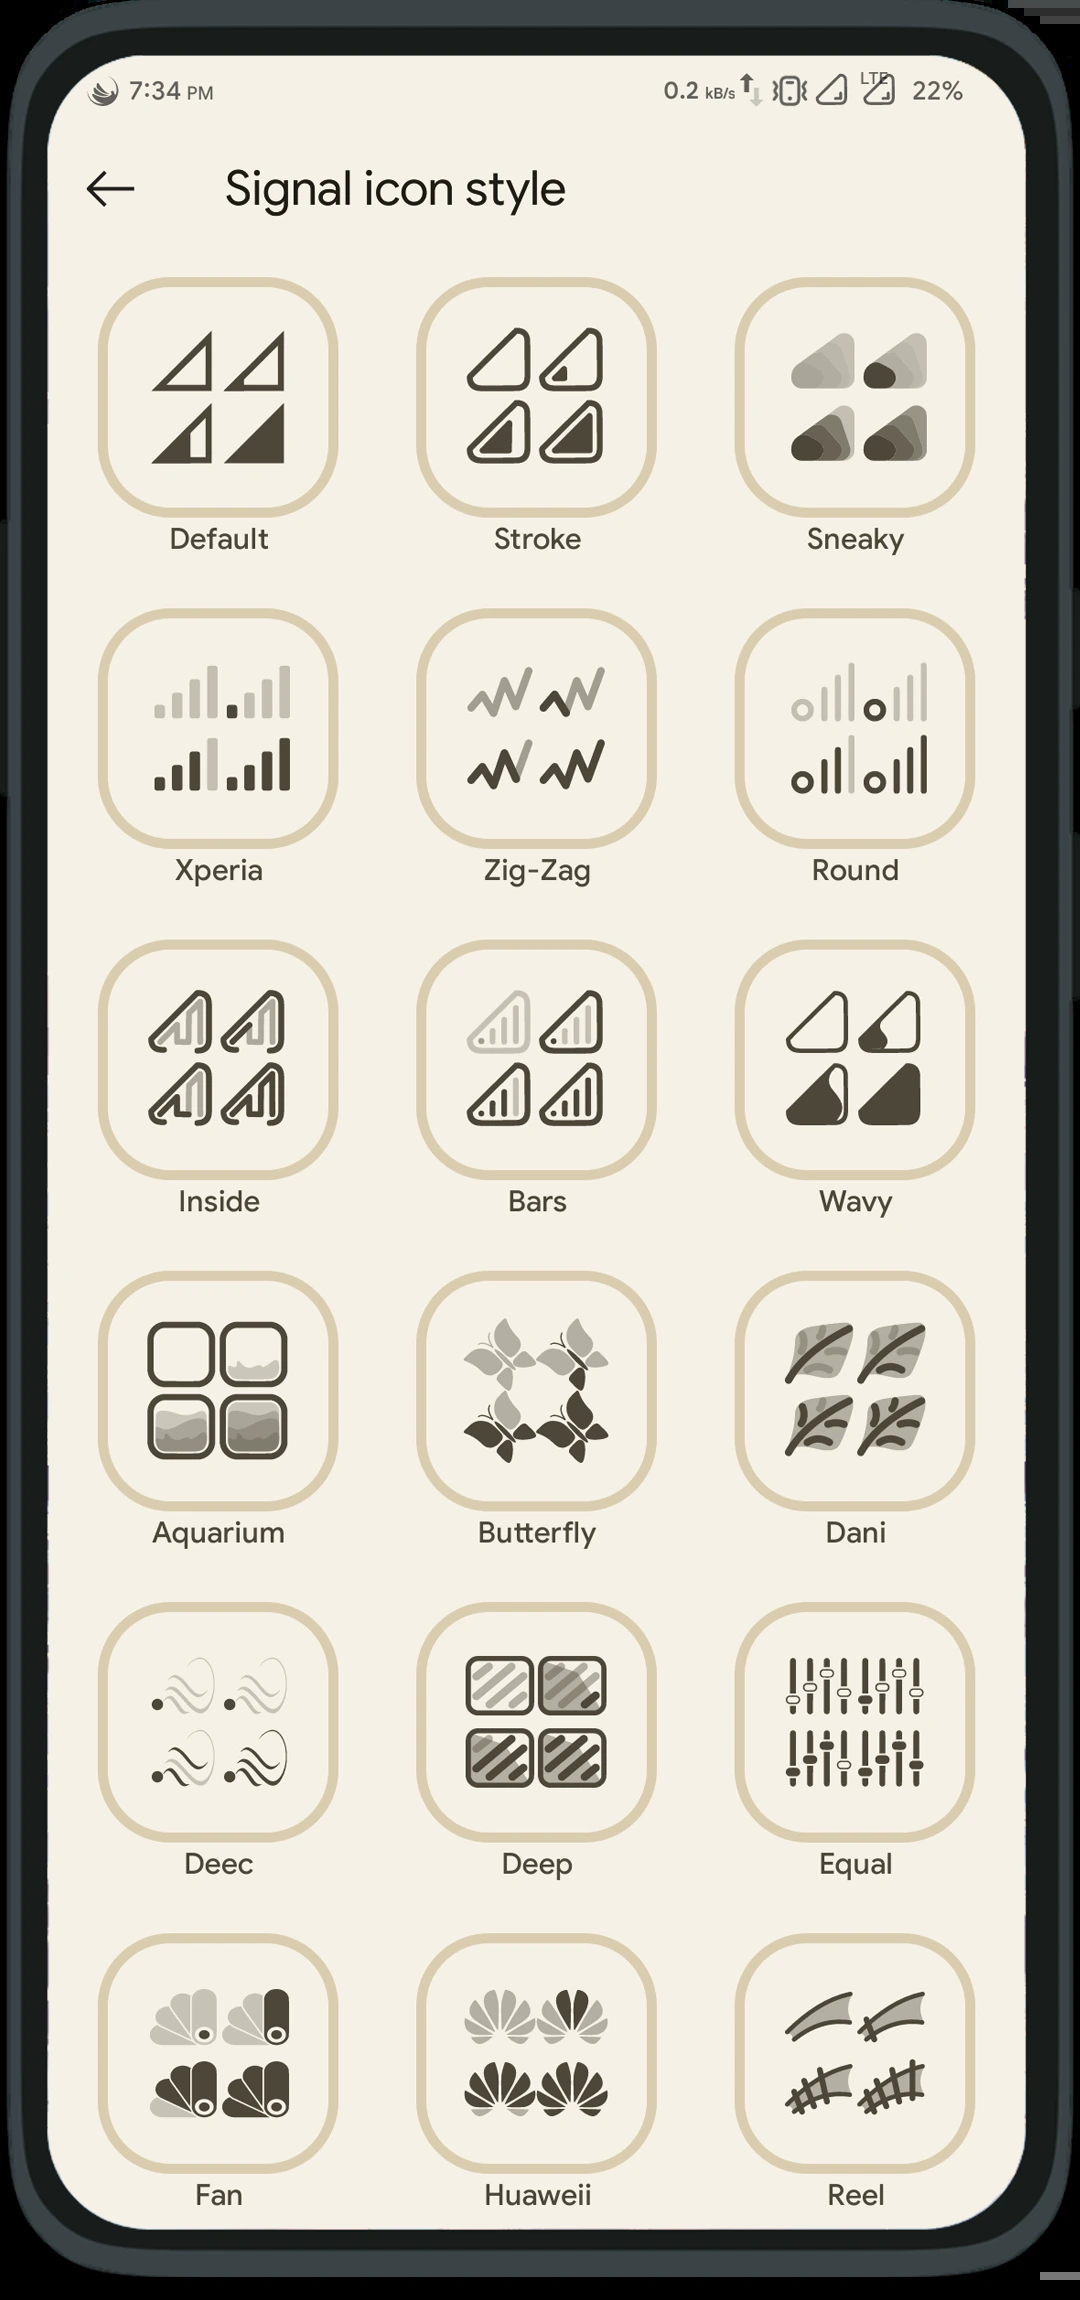 7:34 PM 0.2 kB/s LTE 22%
Signal icon style
Default Stroke Sneaky
Xperia Zig-Zag Round
Inside Bars Wavy
Aquarium Butterfly Dani
Deec Deep Equal
Fan Huaweii Reel